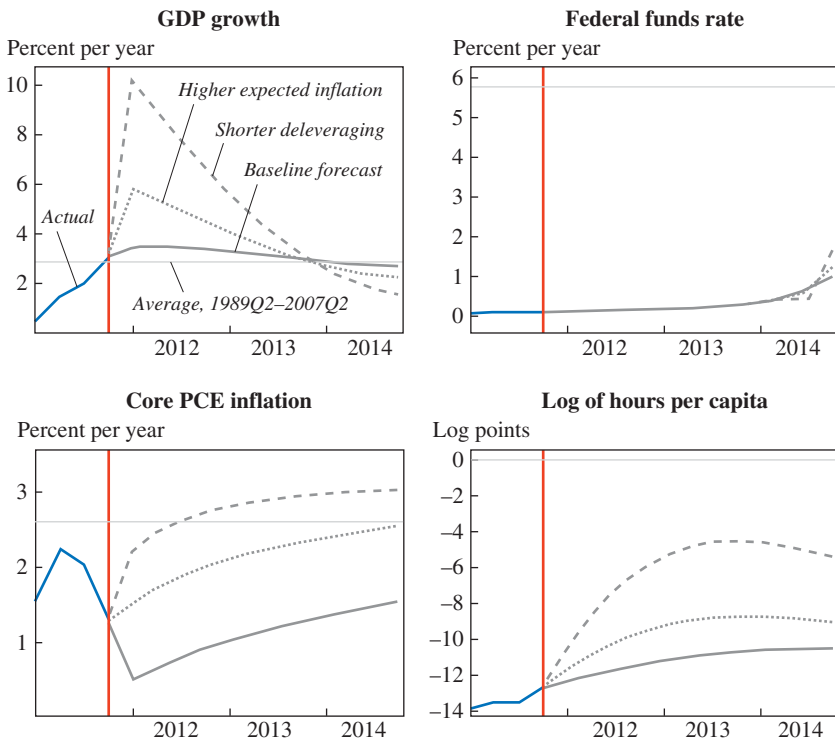 GDP growth
Percent per year
10
8
6
4
2
Higher expected inflation
Shorter deleveraging
Baseline forecast
Actual
Average, 1989Q2–2007Q2
2012 2013 2014
Federal funds rate
Percent per year
6
5
4
3
2
1
0
2012 2013 2014
Core PCE inflation
Percent per year
3
2
1
2012 2013 2014
Log of hours per capita
Log points
0
–2
–4
–6
–8
–10
–12
–14
2012 2013 2014